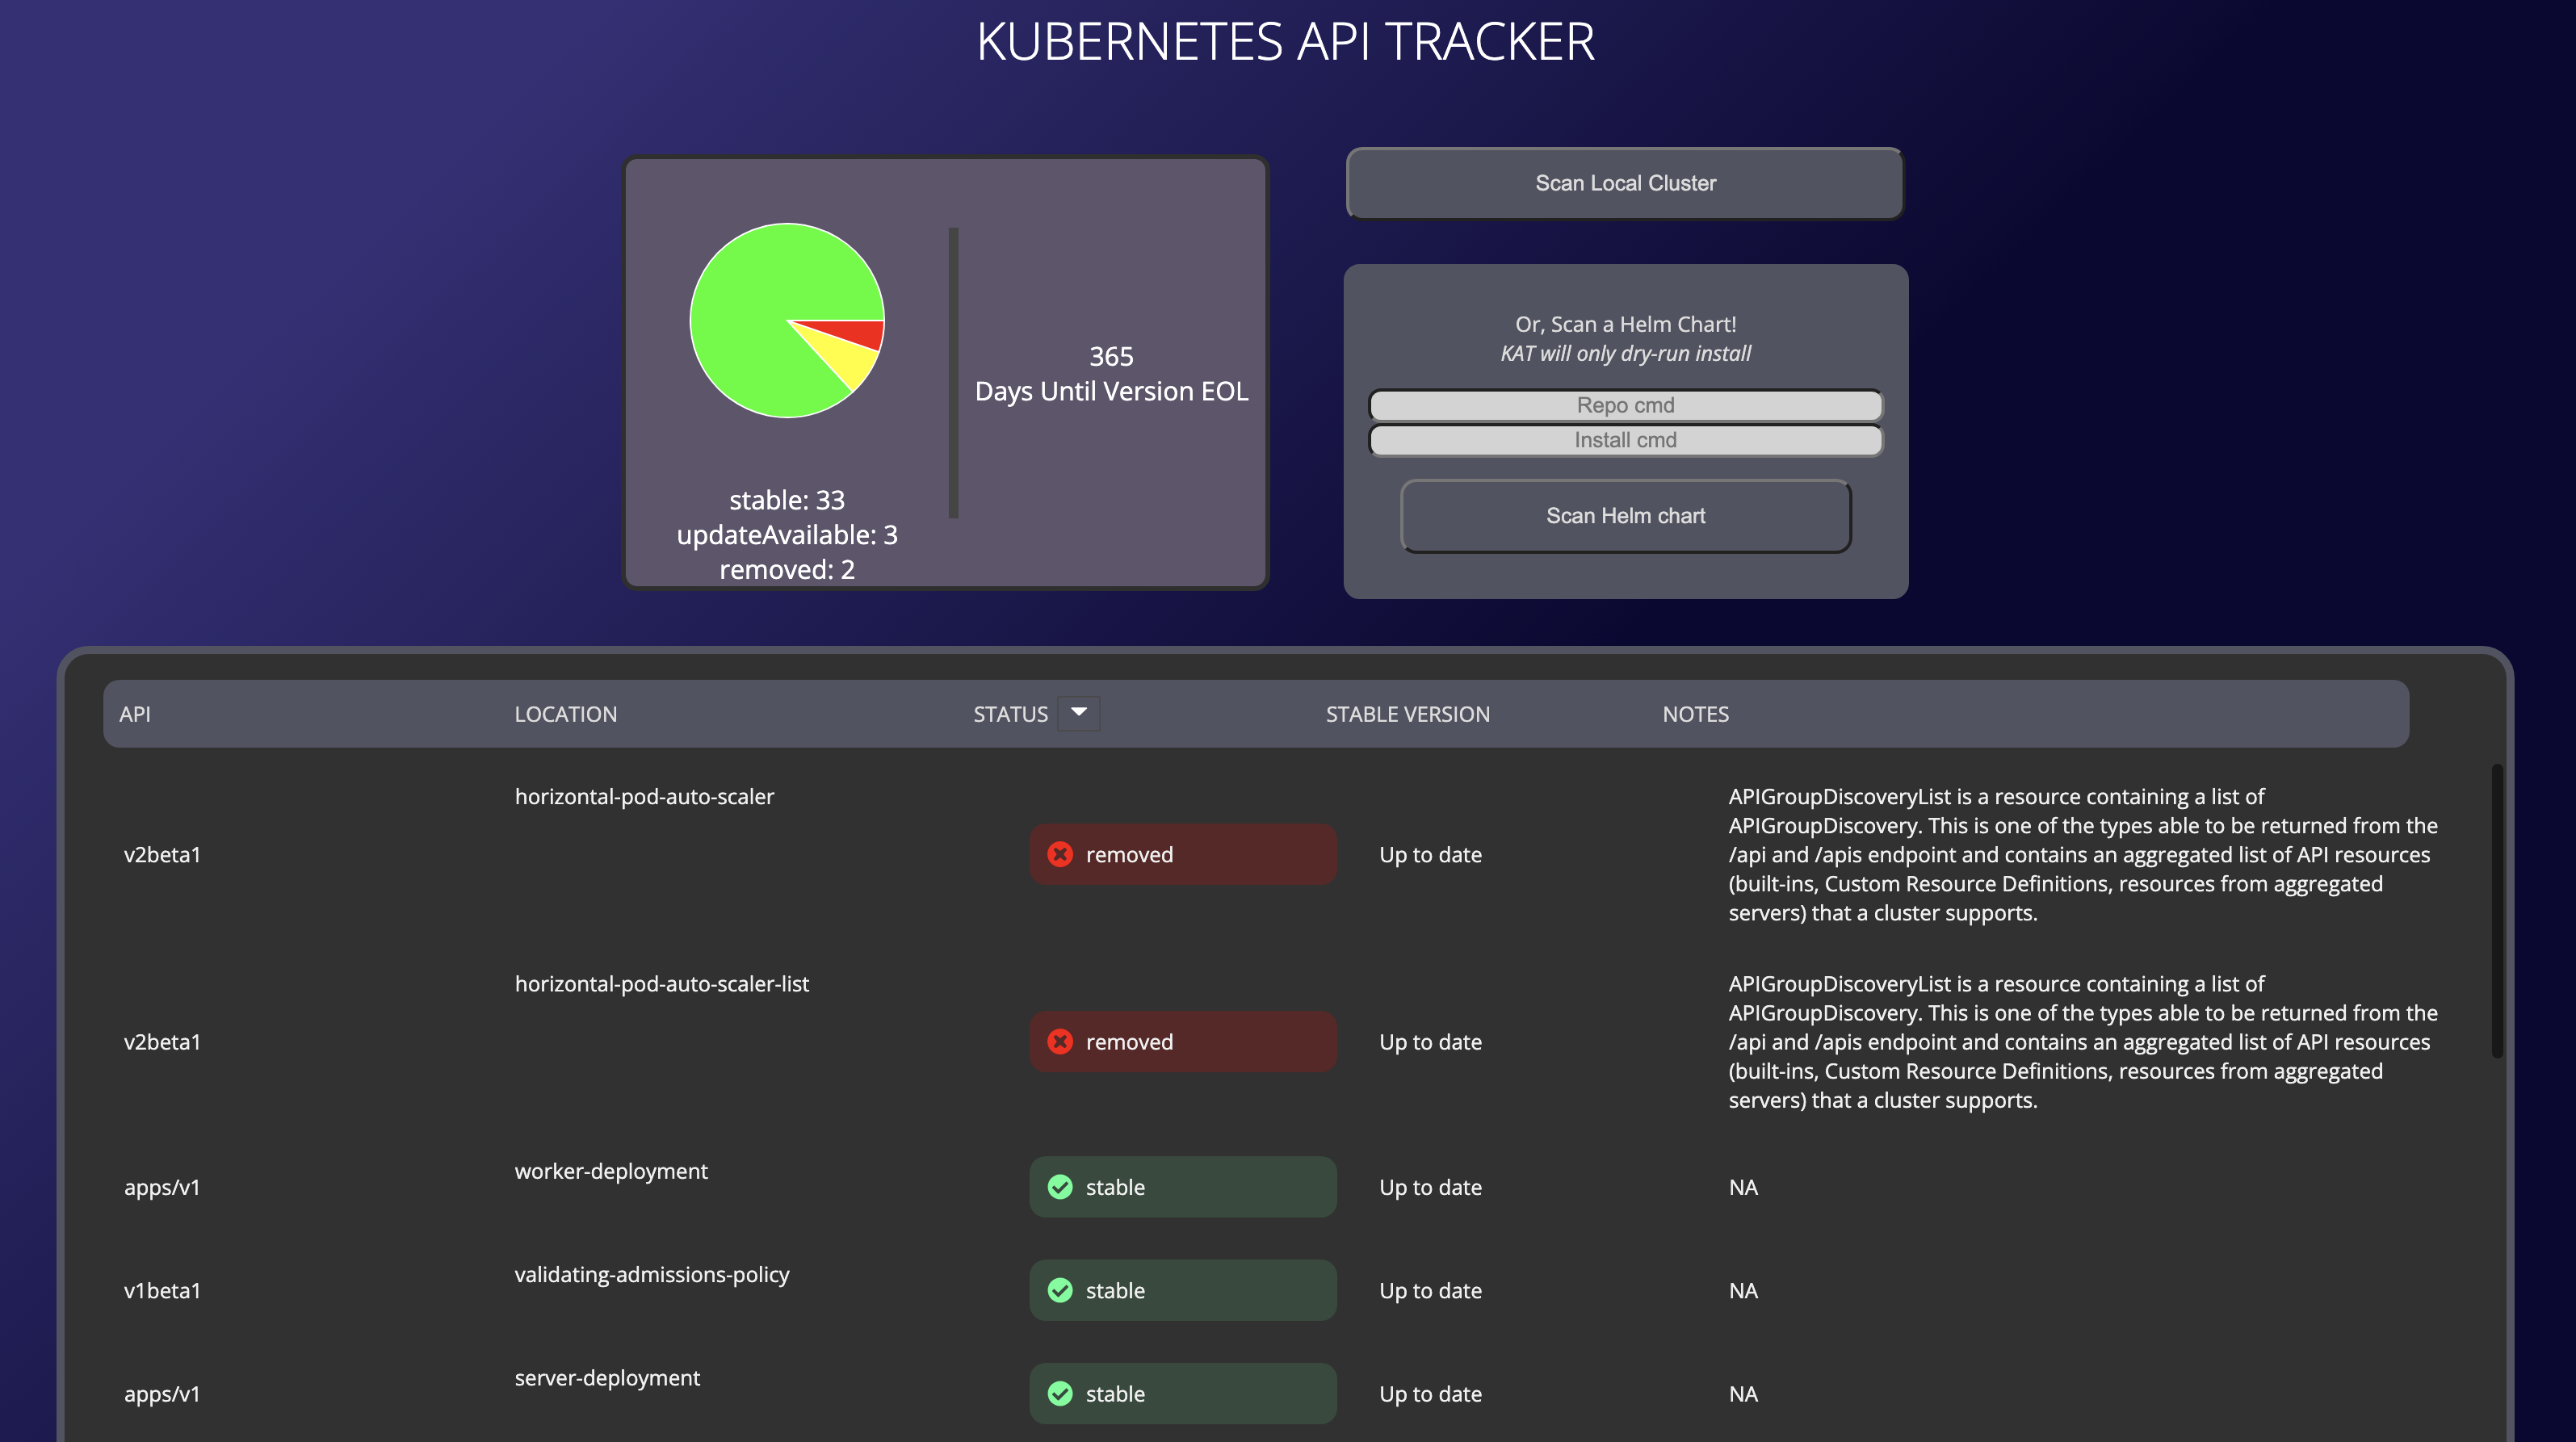 KUBERNETES API TRACKER
stable: 33
updateAvailable: 3
removed: 2
365
Days Until Version EOL
Scan Local Cluster
Or, Scan a Helm Chart!
KAT will only dry-run install
Repo cmd
Install cmd
Scan Helm chart
API LOCATION STATUS STABLE VERSION NOTES
v2beta1
horizontal-pod-auto-scaler
removed
Up to date
APIGroupDiscoveryList is a resource containing a list of
APIGroupDiscovery. This is one of the types able to be returned from the
/api and /apis endpoint and contains an aggregated list of API resources
(built-ins, Custom Resource Definitions, resources from aggregated
servers) that a cluster supports.
v2beta1
horizontal-pod-auto-scaler-list
removed
Up to date
APIGroupDiscoveryList is a resource containing a list of
APIGroupDiscovery. This is one of the types able to be returned from the
/api and /apis endpoint and contains an aggregated list of API resources
(built-ins, Custom Resource Definitions, resources from aggregated
servers) that a cluster supports.
apps/v1
worker-deployment
stable
Up to date
NA
v1beta1
validating-admissions-policy
stable
Up to date
NA
apps/v1
server-deployment
stable
Up to date
NA